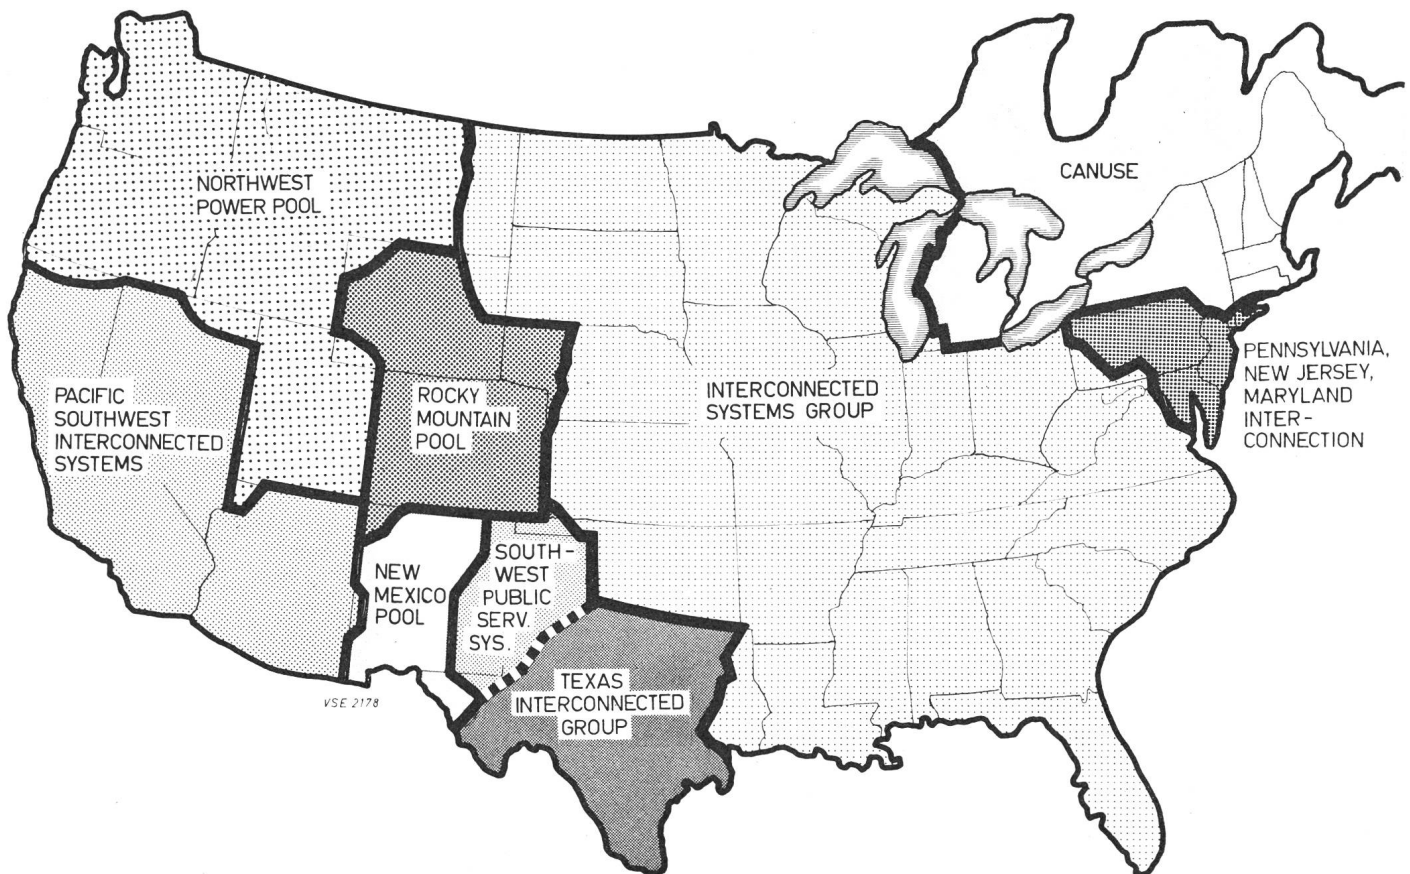 NORTHWEST
POWER POOL
CANUSE
PACIFIC
SOUTHWEST
INTERCONNECTED
SYSTEMS
ROCKY
MOUNTAIN
POOL
INTERCONNECTED
SYSTEMS GROUP
PENNSYLVANIA,
NEW JERSEY,
MARYLAND
INTER-
CONNECTION
NEW
MEXICO
POOL
SOUTH-
WEST
PUBLIC
SERV.
SYS.
TEXAS
INTERCONNECTED
GROUP
VSE 2178